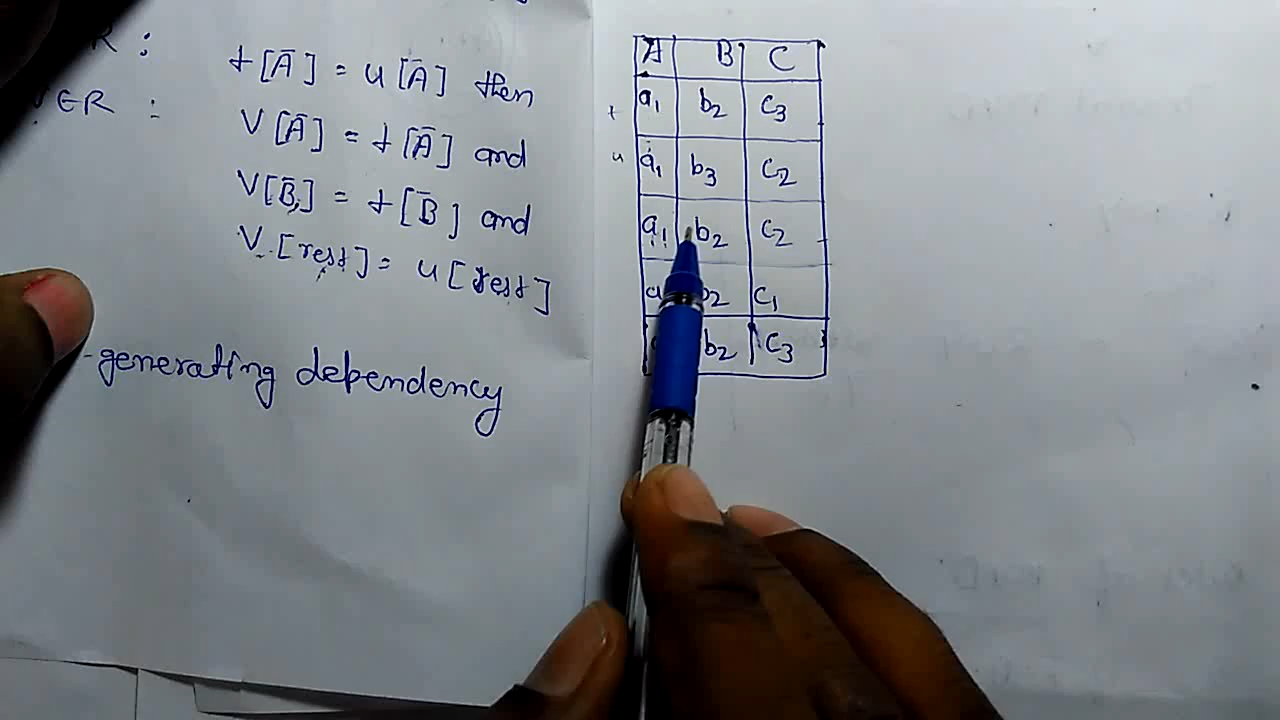 R :
t[Ā] = u[Ā] then
V ∈ R :
V[Ā] = t[Ā] and
V[B̄] = t[B̄] and
V[rest] = u[rest]
-generating dependency
A B C
t a1 b2 c3
u a1 b3 c2
a1 b2 c2
b2 c1
b2 c3